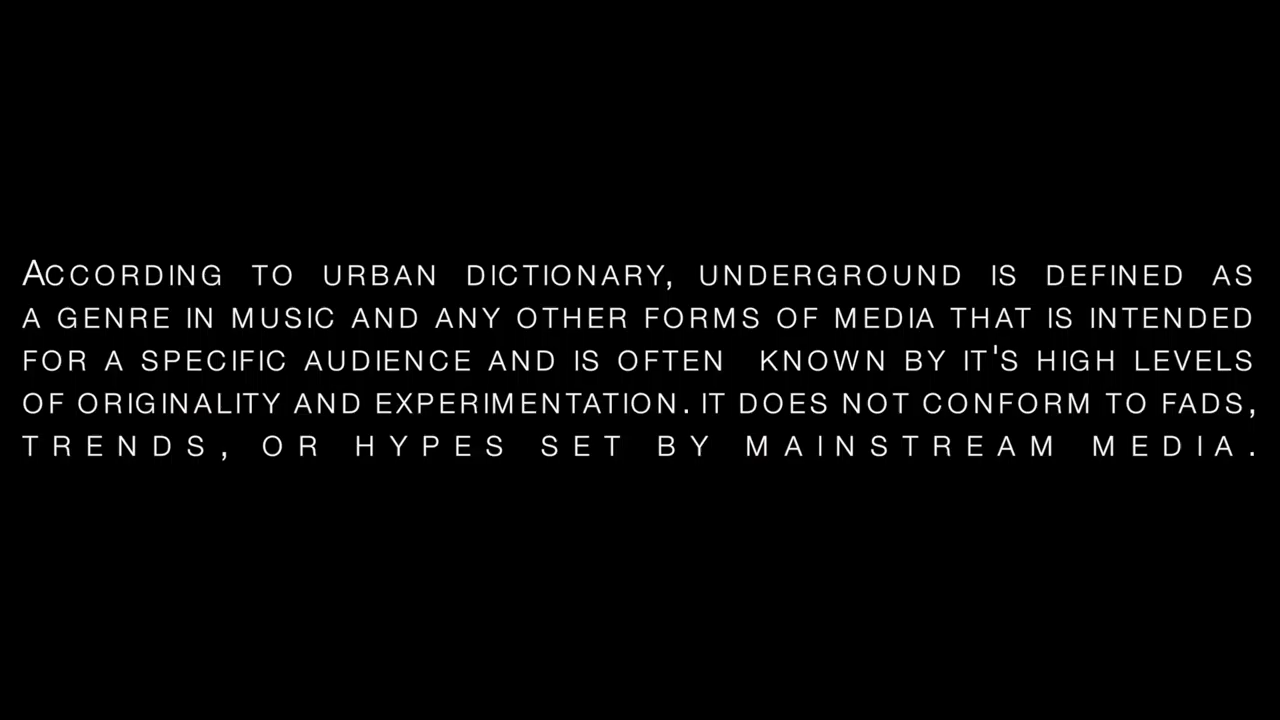 ACCORDING TO URBAN DICTIONARY, UNDERGROUND IS DEFINED AS
A GENRE IN MUSIC AND ANY OTHER FORMS OF MEDIA THAT IS INTENDED
FOR A SPECIFIC AUDIENCE AND IS OFTEN KNOWN BY IT'S HIGH LEVELS
OF ORIGINALITY AND EXPERIMENTATION. IT DOES NOT CONFORM TO FADS,
TRENDS, OR HYPES SET BY MAINSTREAM MEDIA.